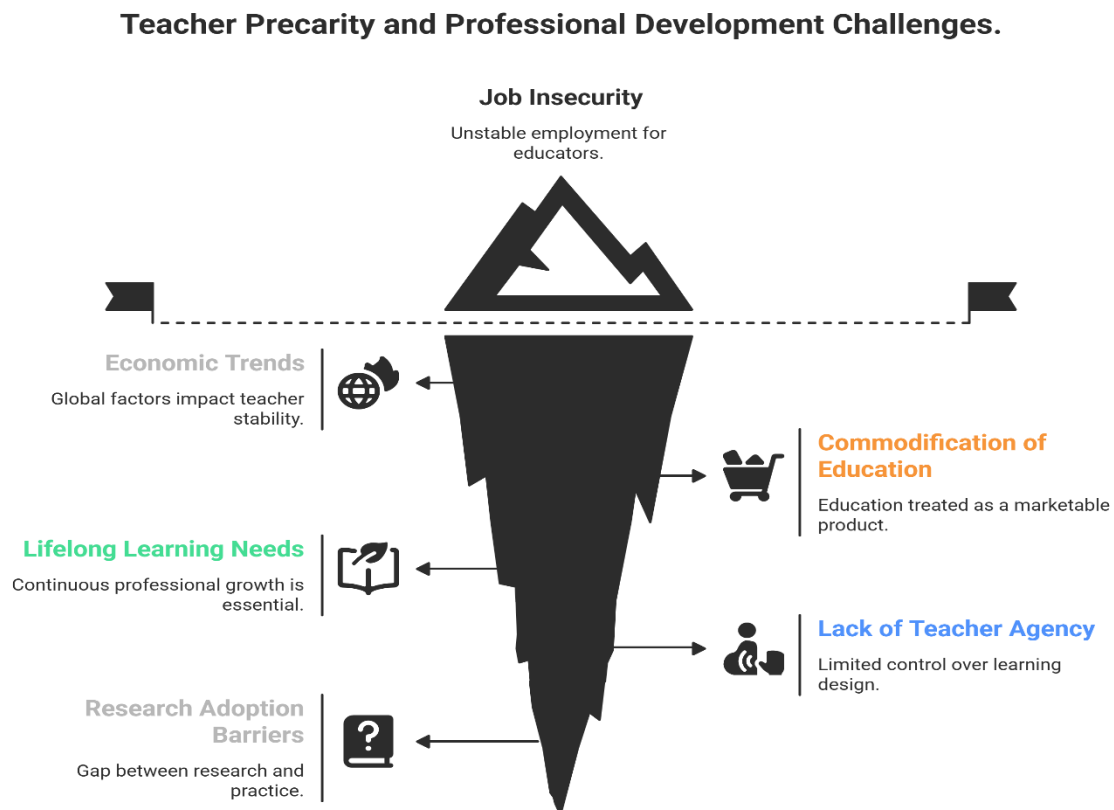 Teacher Precarity and Professional Development Challenges.
Job Insecurity
Unstable employment for
educators.
Economic Trends
Global factors impact teacher
stability.
Commodification of
Education
Education treated as a marketable
product.
Lifelong Learning Needs
Continuous professional growth is
essential.
Lack of Teacher Agency
Limited control over learning
design.
Research Adoption
Barriers
Gap between research and
practice.
?